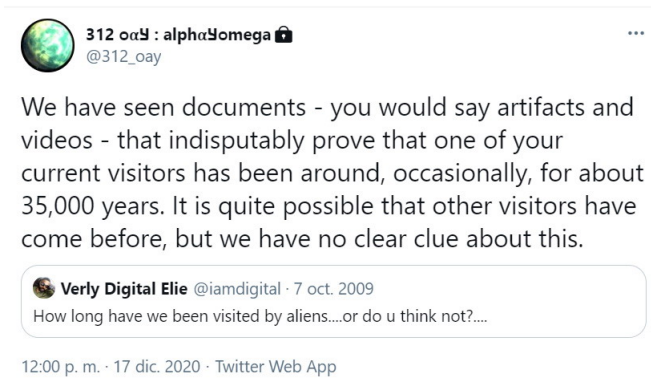 312 oαУ : alphαУomega
@312_oay
We have seen documents - you would say artifacts and
videos - that indisputably prove that one of your
current visitors has been around, occasionally, for about
35,000 years. It is quite possible that other visitors have
come before, but we have no clear clue about this.
Verly Digital Elie @iamdigital · 7 oct. 2009
How long have we been visited by aliens....or do u think not?....
12:00 p. m. · 17 dic. 2020 · Twitter Web App